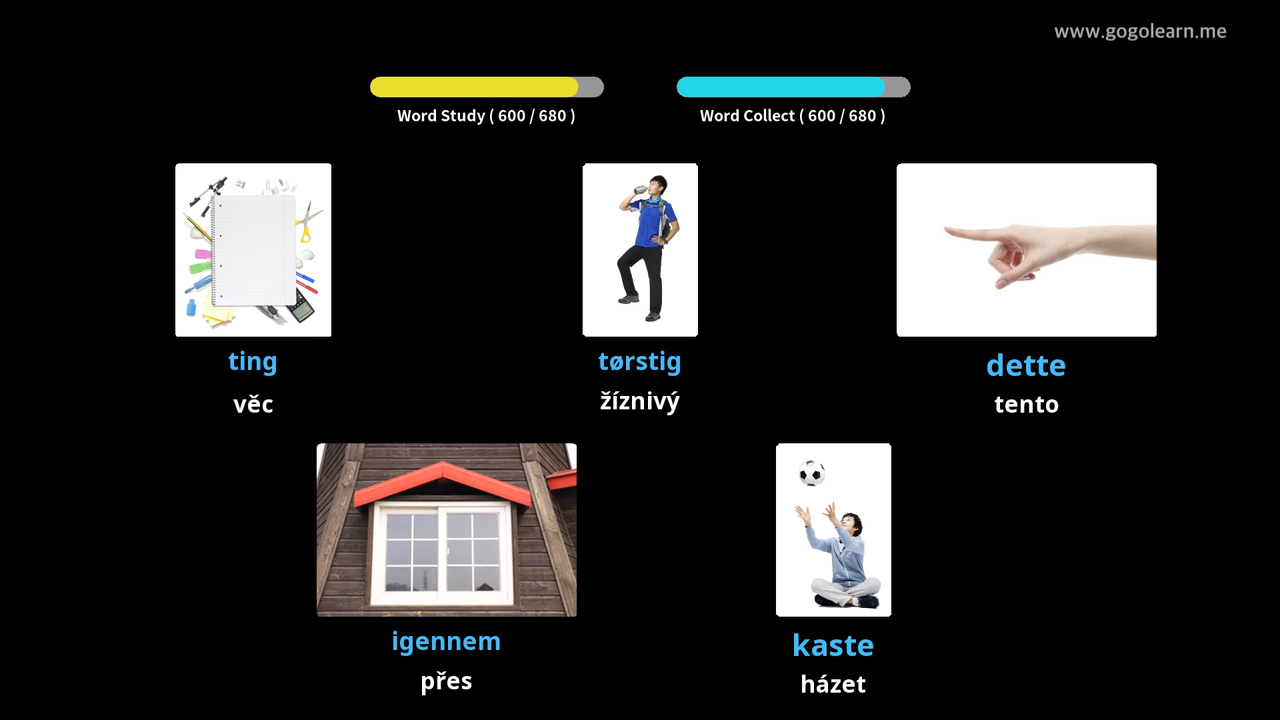 www.gogolearn.me
Word Study ( 600 / 680 )
Word Collect ( 600 / 680 )
ting
věc
tørstig
žíznivý
dette
tento
igennem
přes
kaste
házet